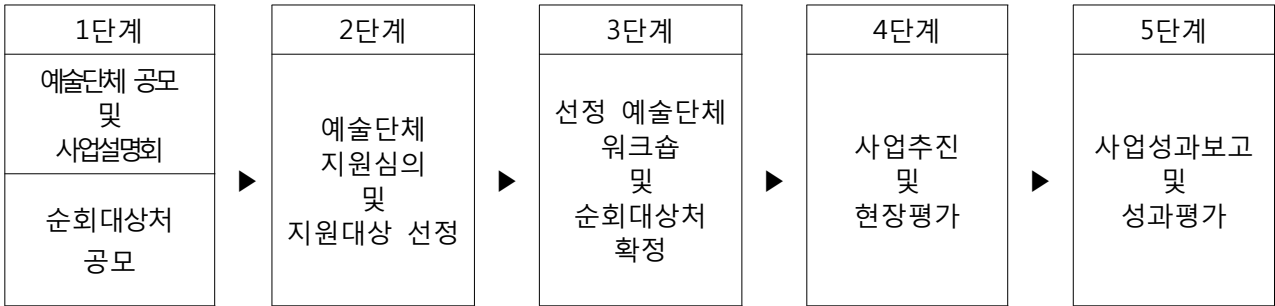 1단계
예술단체 공모
및
사업설명회
순회대상처
공모
▶
2단계
예술단체
지원심의
및
지원대상 선정
▶
3단계
선정 예술단체
워크숍
및
순회대상처
확정
▶
4단계
사업추진
및
현장평가
▶
5단계
사업성과보고
및
성과평가